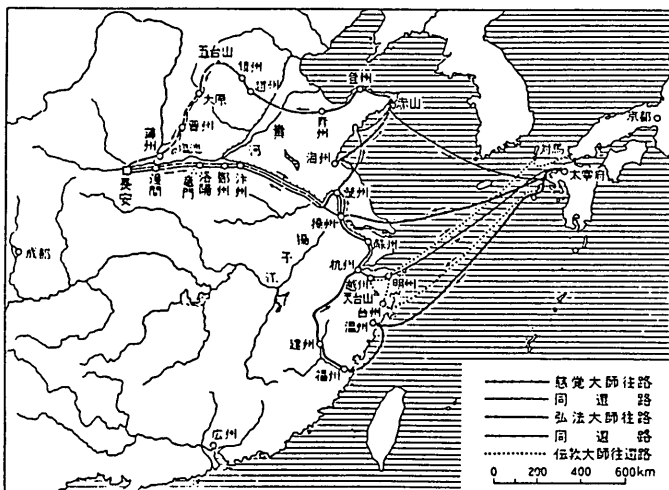 五台山
恒州
趙州
大原
晋州
蒲州
長安
潼関
竜門
洛陽
鄭州
汴州
黄
河
青州
登州
赤山
海州
楚州
揚州
蘇州
揚
子
江
杭州
越州
明州
天台山
台州
温州
建州
福州
広州
成都
対馬
太宰府
京都
慈覚大師往路
同 還 路
弘法大師往路
同 還 路
伝教大師往還路
0 200 400 600km